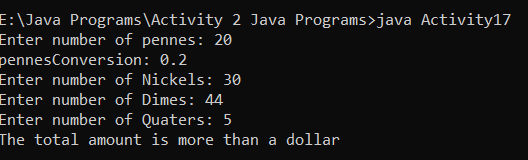 E:\Java Programs\Activity 2 Java Programs>java Activity17
Enter number of pennes: 20
pennesConversion: 0.2
Enter number of Nickels: 30
Enter number of Dimes: 44
Enter number of Quaters: 5
The total amount is more than a dollar